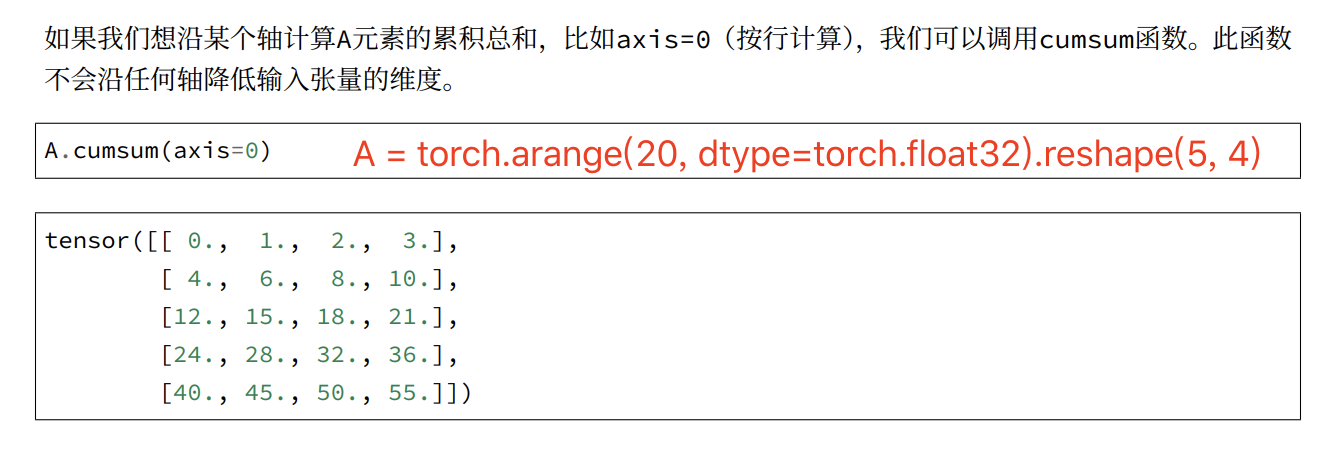 如果我们想沿某个轴计算A元素的累积总和，比如axis=0（按行计算），我们可以调用cumsum函数。此函数
不会沿任何轴降低输入张量的维度。
A.cumsum(axis=0) A = torch.arange(20, dtype=torch.float32).reshape(5, 4)
tensor([[ 0.,  1.,  2.,  3.],
        [ 4.,  6.,  8., 10.],
        [12., 15., 18., 21.],
        [24., 28., 32., 36.],
        [40., 45., 50., 55.]])